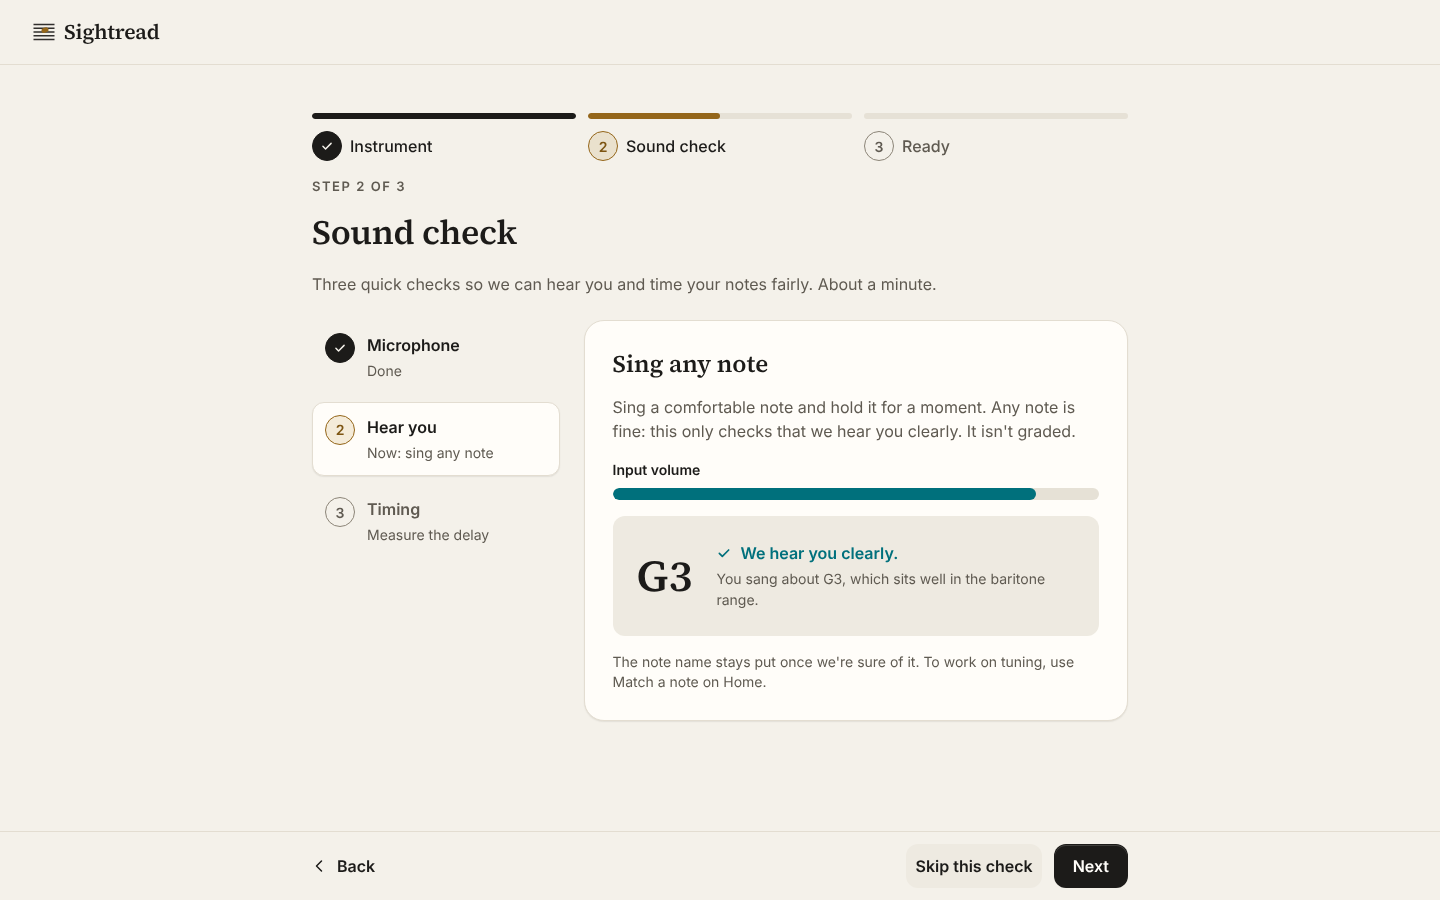 Sightread
Instrument
2 Sound check
3 Ready
STEP 2 OF 3
Sound check
Three quick checks so we can hear you and time your notes fairly. About a minute.
Microphone
Done
2 Hear you
Now: sing any note
3 Timing
Measure the delay
Sing any note
Sing a comfortable note and hold it for a moment. Any note is
fine: this only checks that we hear you clearly. It isn't graded.
Input volume
G3
We hear you clearly.
You sang about G3, which sits well in the baritone
range.
The note name stays put once we're sure of it. To work on tuning, use
Match a note on Home.
Back
Skip this check
Next